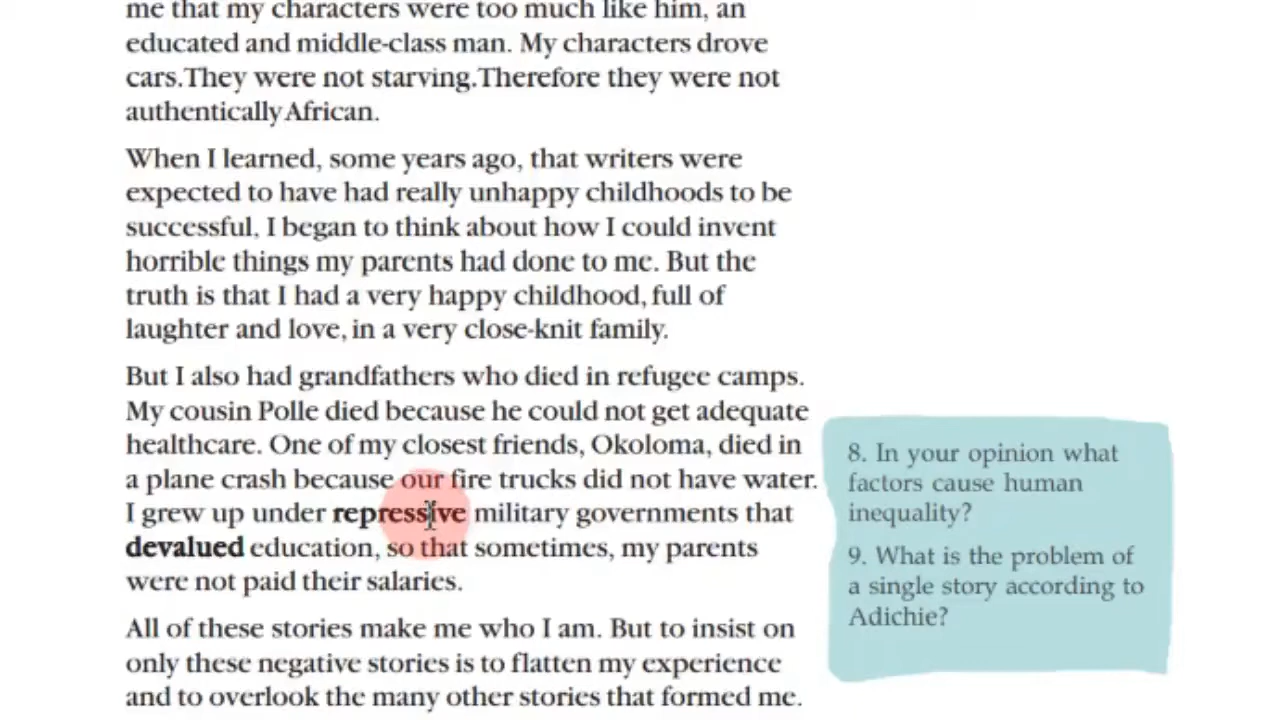 me that my characters were too much like him, an
educated and middle-class man. My characters drove
cars.They were not starving.Therefore they were not
authentically African.
When I learned, some years ago, that writers were
expected to have had really unhappy childhoods to be
successful, I began to think about how I could invent
horrible things my parents had done to me. But the
truth is that I had a very happy childhood, full of
laughter and love, in a very close-knit family.
But I also had grandfathers who died in refugee camps.
My cousin Polle died because he could not get adequate
healthcare. One of my closest friends, Okoloma, died in
a plane crash because our fire trucks did not have water.
I grew up under repressive military governments that
devalued education, so that sometimes, my parents
were not paid their salaries.
All of these stories make me who I am. But to insist on
only these negative stories is to flatten my experience
and to overlook the many other stories that formed me.
8. In your opinion what
factors cause human
inequality?
9. What is the problem of
a single story according to
Adichie?